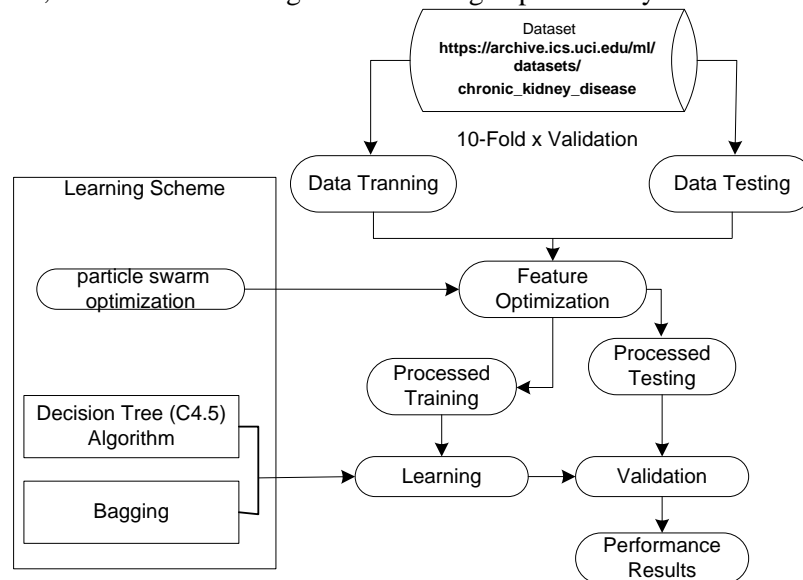 Dataset
https://archive.ics.uci.edu/ml/
datasets/
chronic_kidney_disease
10-Fold x Validation
Data Tranning
Data Testing
Learning Scheme
particle swarm
optimization
Feature
Optimization
Processed
Testing
Processed
Training
Decision Tree (C4.5)
Algorithm
Learning
Validation
Bagging
Performance
Results